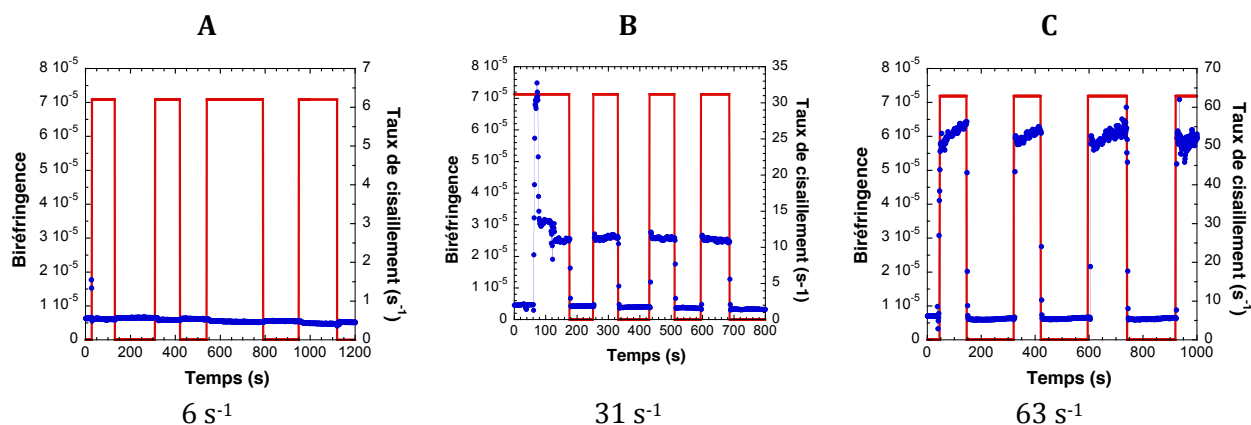 A
B
C
Biréfringence
8 10-5
7 10-5
6 10-5
5 10-5
4 10-5
3 10-5
2 10-5
1 10-5
0
7
6
5
4
3
2
1
0
Taux de cisaillement (s-1)
0 200 400 600 800 1000 1200
Temps (s)
6 s-1
Biréfringence
8 10-5
7 10-5
6 10-5
5 10-5
4 10-5
3 10-5
2 10-5
1 10-5
0
35
30
25
20
15
10
5
0
Taux de cisaillement (s-1)
0 100 200 300 400 500 600 700 800
Temps (s)
31 s-1
Biréfringence
8 10-5
7 10-5
6 10-5
5 10-5
4 10-5
3 10-5
2 10-5
1 10-5
0
70
60
50
40
30
20
10
0
Taux de cisaillement (s-1)
0 200 400 600 800 1000
Temps (s)
63 s-1